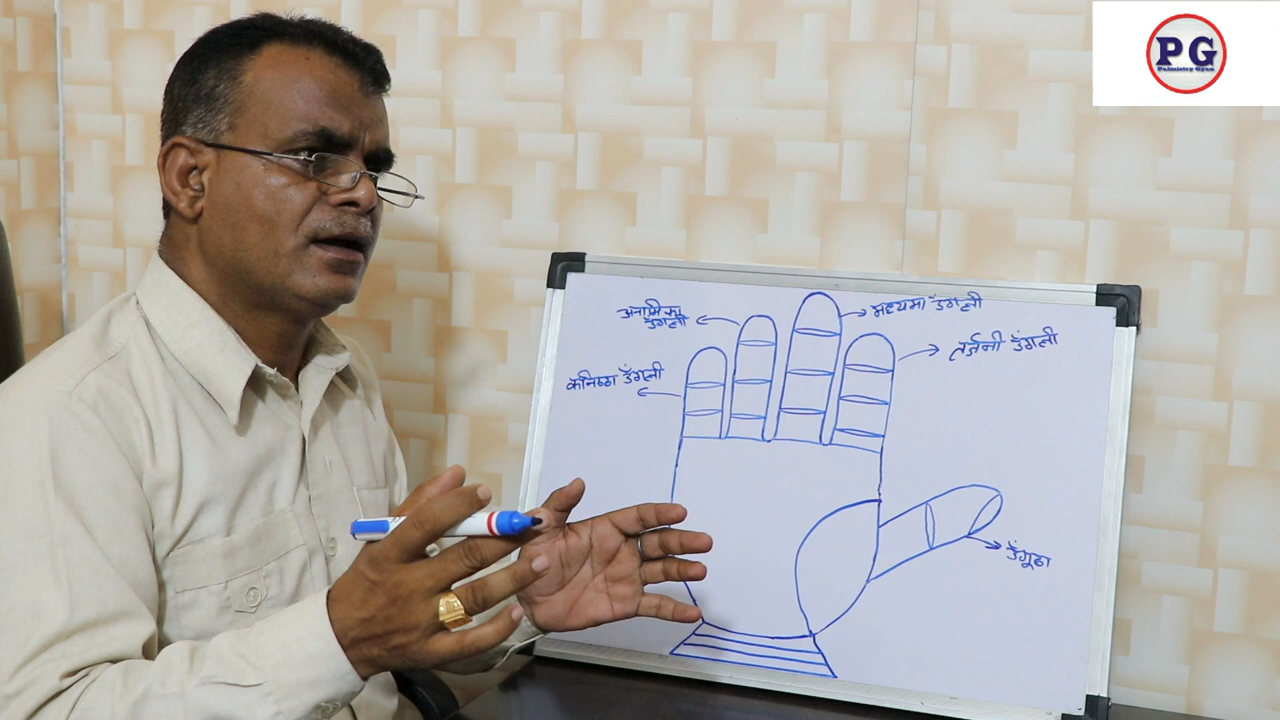 PG
Palmistry Gyan
अनामिका
उँगली
मध्यमा उँगली
तर्जनी उँगली
कनिष्ठा उँगली
उँगूठा